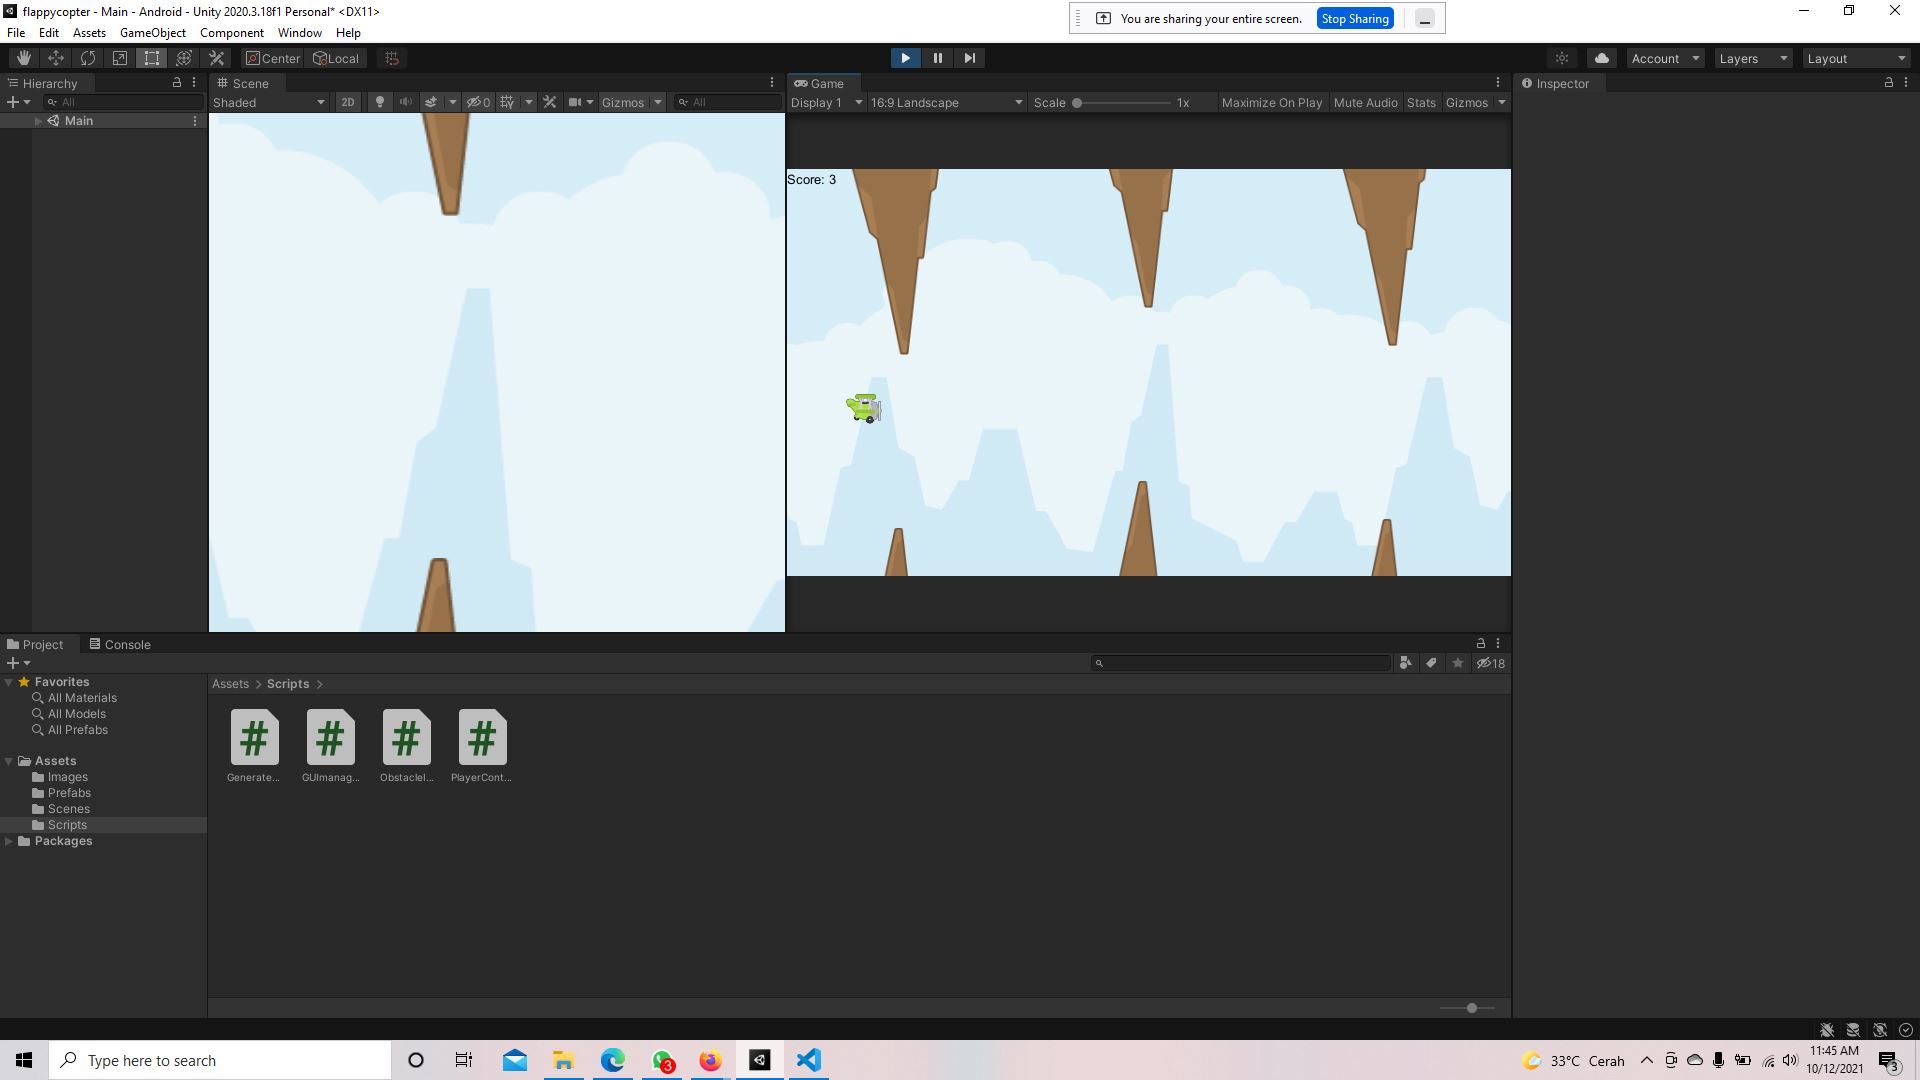 flappycopter - Main - Android - Unity 2020.3.18f1 Personal* <DX11>
You are sharing your entire screen. Stop Sharing
File Edit Assets GameObject Component Window Help
Center Local Account Layers Layout
Hierarchy Scene Game Inspector
All Shaded 2D 0 Gizmos All Display 1 16:9 Landscape Scale 1x Maximize On Play Mute Audio Stats Gizmos
Main
Score: 3
Project Console
18
Favorites
Assets > Scripts >
All Materials
All Models
All Prefabs
Assets
Images
Generate... GUImanag... Obstaclel... PlayerCont...
Prefabs
Scenes
Scripts
Packages
Type here to search
3
33°C Cerah
11:45 AM
10/12/2021
3